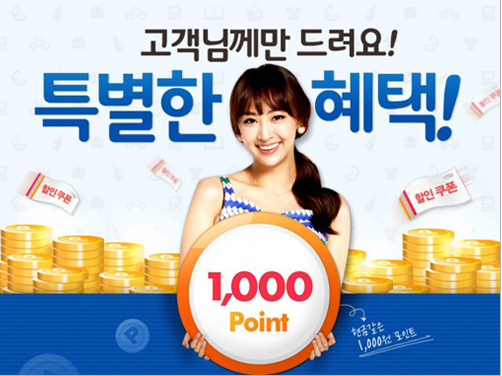 고객님께만 드려요!
특별한 혜택!
할인쿠폰
할인쿠폰
1,000
Point
현금같은
1,000원 포인트
P